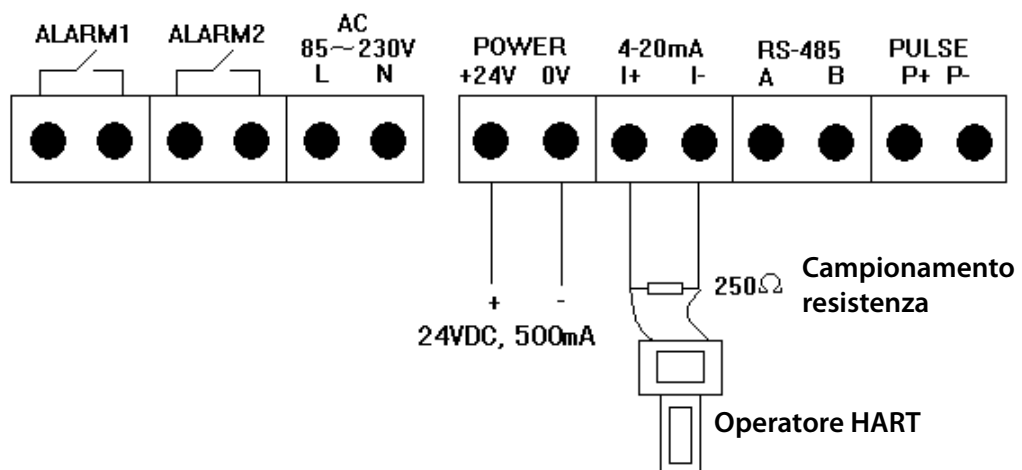 ALARM1 ALARM2 AC POWER 4-20mA RS-485 PULSE
85～230V
L N +24V 0V I+ I- A B P+ P-
250Ω Campionamento
resistenza
+ -
24VDC, 500mA
Operatore HART